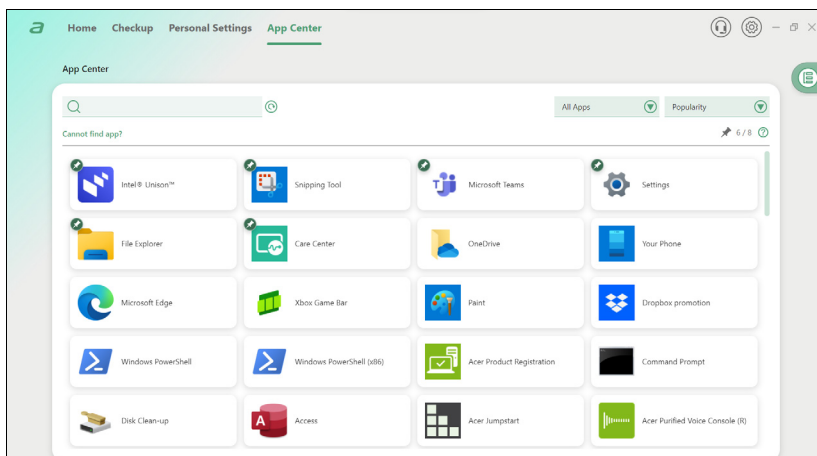 a Home Checkup Personal Settings App Center
App Center
All Apps Popularity
Cannot find app? 6 / 8 ?
Intel® Unison™ Snipping Tool Microsoft Teams Settings
File Explorer Care Center OneDrive Your Phone
Microsoft Edge Xbox Game Bar Paint Dropbox promotion
Windows PowerShell Windows PowerShell (x86) Acer Product Registration Command Prompt
Disk Clean-up A Access Acer Jumpstart Acer Purified Voice Console (R)